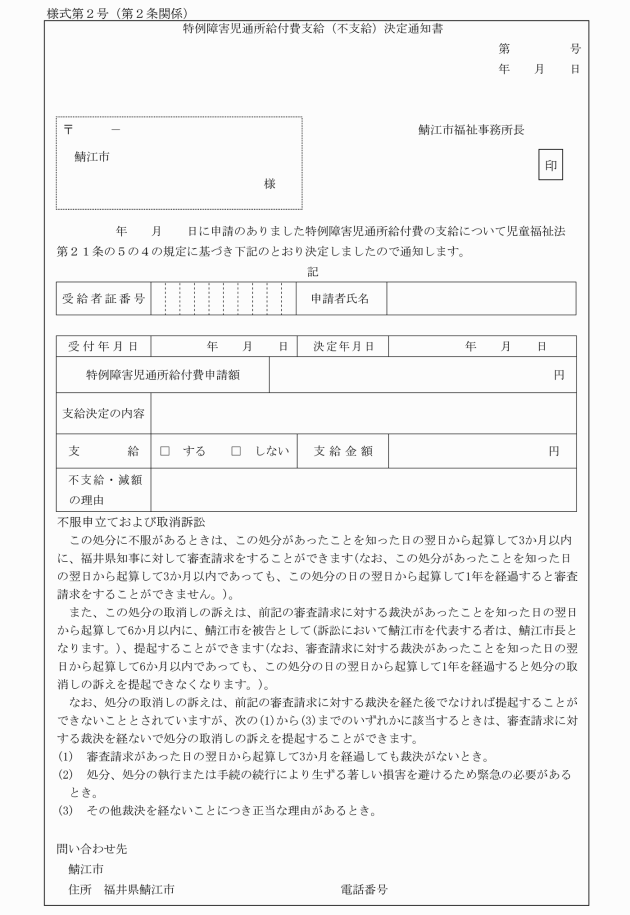 様式第２号（第２条関係）
特例障害児通所給付費支給（不支給）決定通知書
第　　　　　号
年　　月　　日
〒　　　－
鯖江市福祉事務所長
鯖江市
印
様
年　　月　　日に申請のありました特例障害児通所給付費の支給について児童福祉法
第２１条の５の４の規定に基づき下記のとおり決定しましたので通知します。
記
受給者証番号　申請者氏名
受付年月日　年　　月　　日　決定年月日　年　　月　　日
特例障害児通所給付費申請額　円
支給決定の内容
支　　　　給　□　する　　□　しない　支給金額　円
不支給・減額
の理由
不服申立ておよび取消訴訟
この処分に不服があるときは、この処分があったことを知った日の翌日から起算して3か月以内
に、福井県知事に対して審査請求をすることができます(なお、この処分があったことを知った日
の翌日から起算して3か月以内であっても、この処分の日の翌日から起算して1年を経過すると審査
請求をすることができません。)。
また、この処分の取消しの訴えは、前記の審査請求に対する裁決があったことを知った日の翌日
から起算して6か月以内に、鯖江市を被告として(訴訟において鯖江市を代表する者は、鯖江市長と
なります。)、提起することができます(なお、審査請求に対する裁決があったことを知った日の翌
日から起算して6か月以内であっても、この処分の日の翌日から起算して1年を経過すると処分の取
消しの訴えを提起できなくなります。)。
なお、処分の取消しの訴えは、前記の審査請求に対する裁決を経た後でなければ提起することが
できないこととされていますが、次の(1)から(3)までのいずれかに該当するときは、審査請求に対
する裁決を経ないで処分の取消しの訴えを提起することができます。
(1)　審査請求があった日の翌日から起算して3か月を経過しても裁決がないとき。
(2)　処分、処分の執行または手続の続行により生ずる著しい損害を避けるため緊急の必要がある
とき。
(3)　その他裁決を経ないことにつき正当な理由があるとき。
問い合わせ先
鯖江市
住所　福井県鯖江市　電話番号